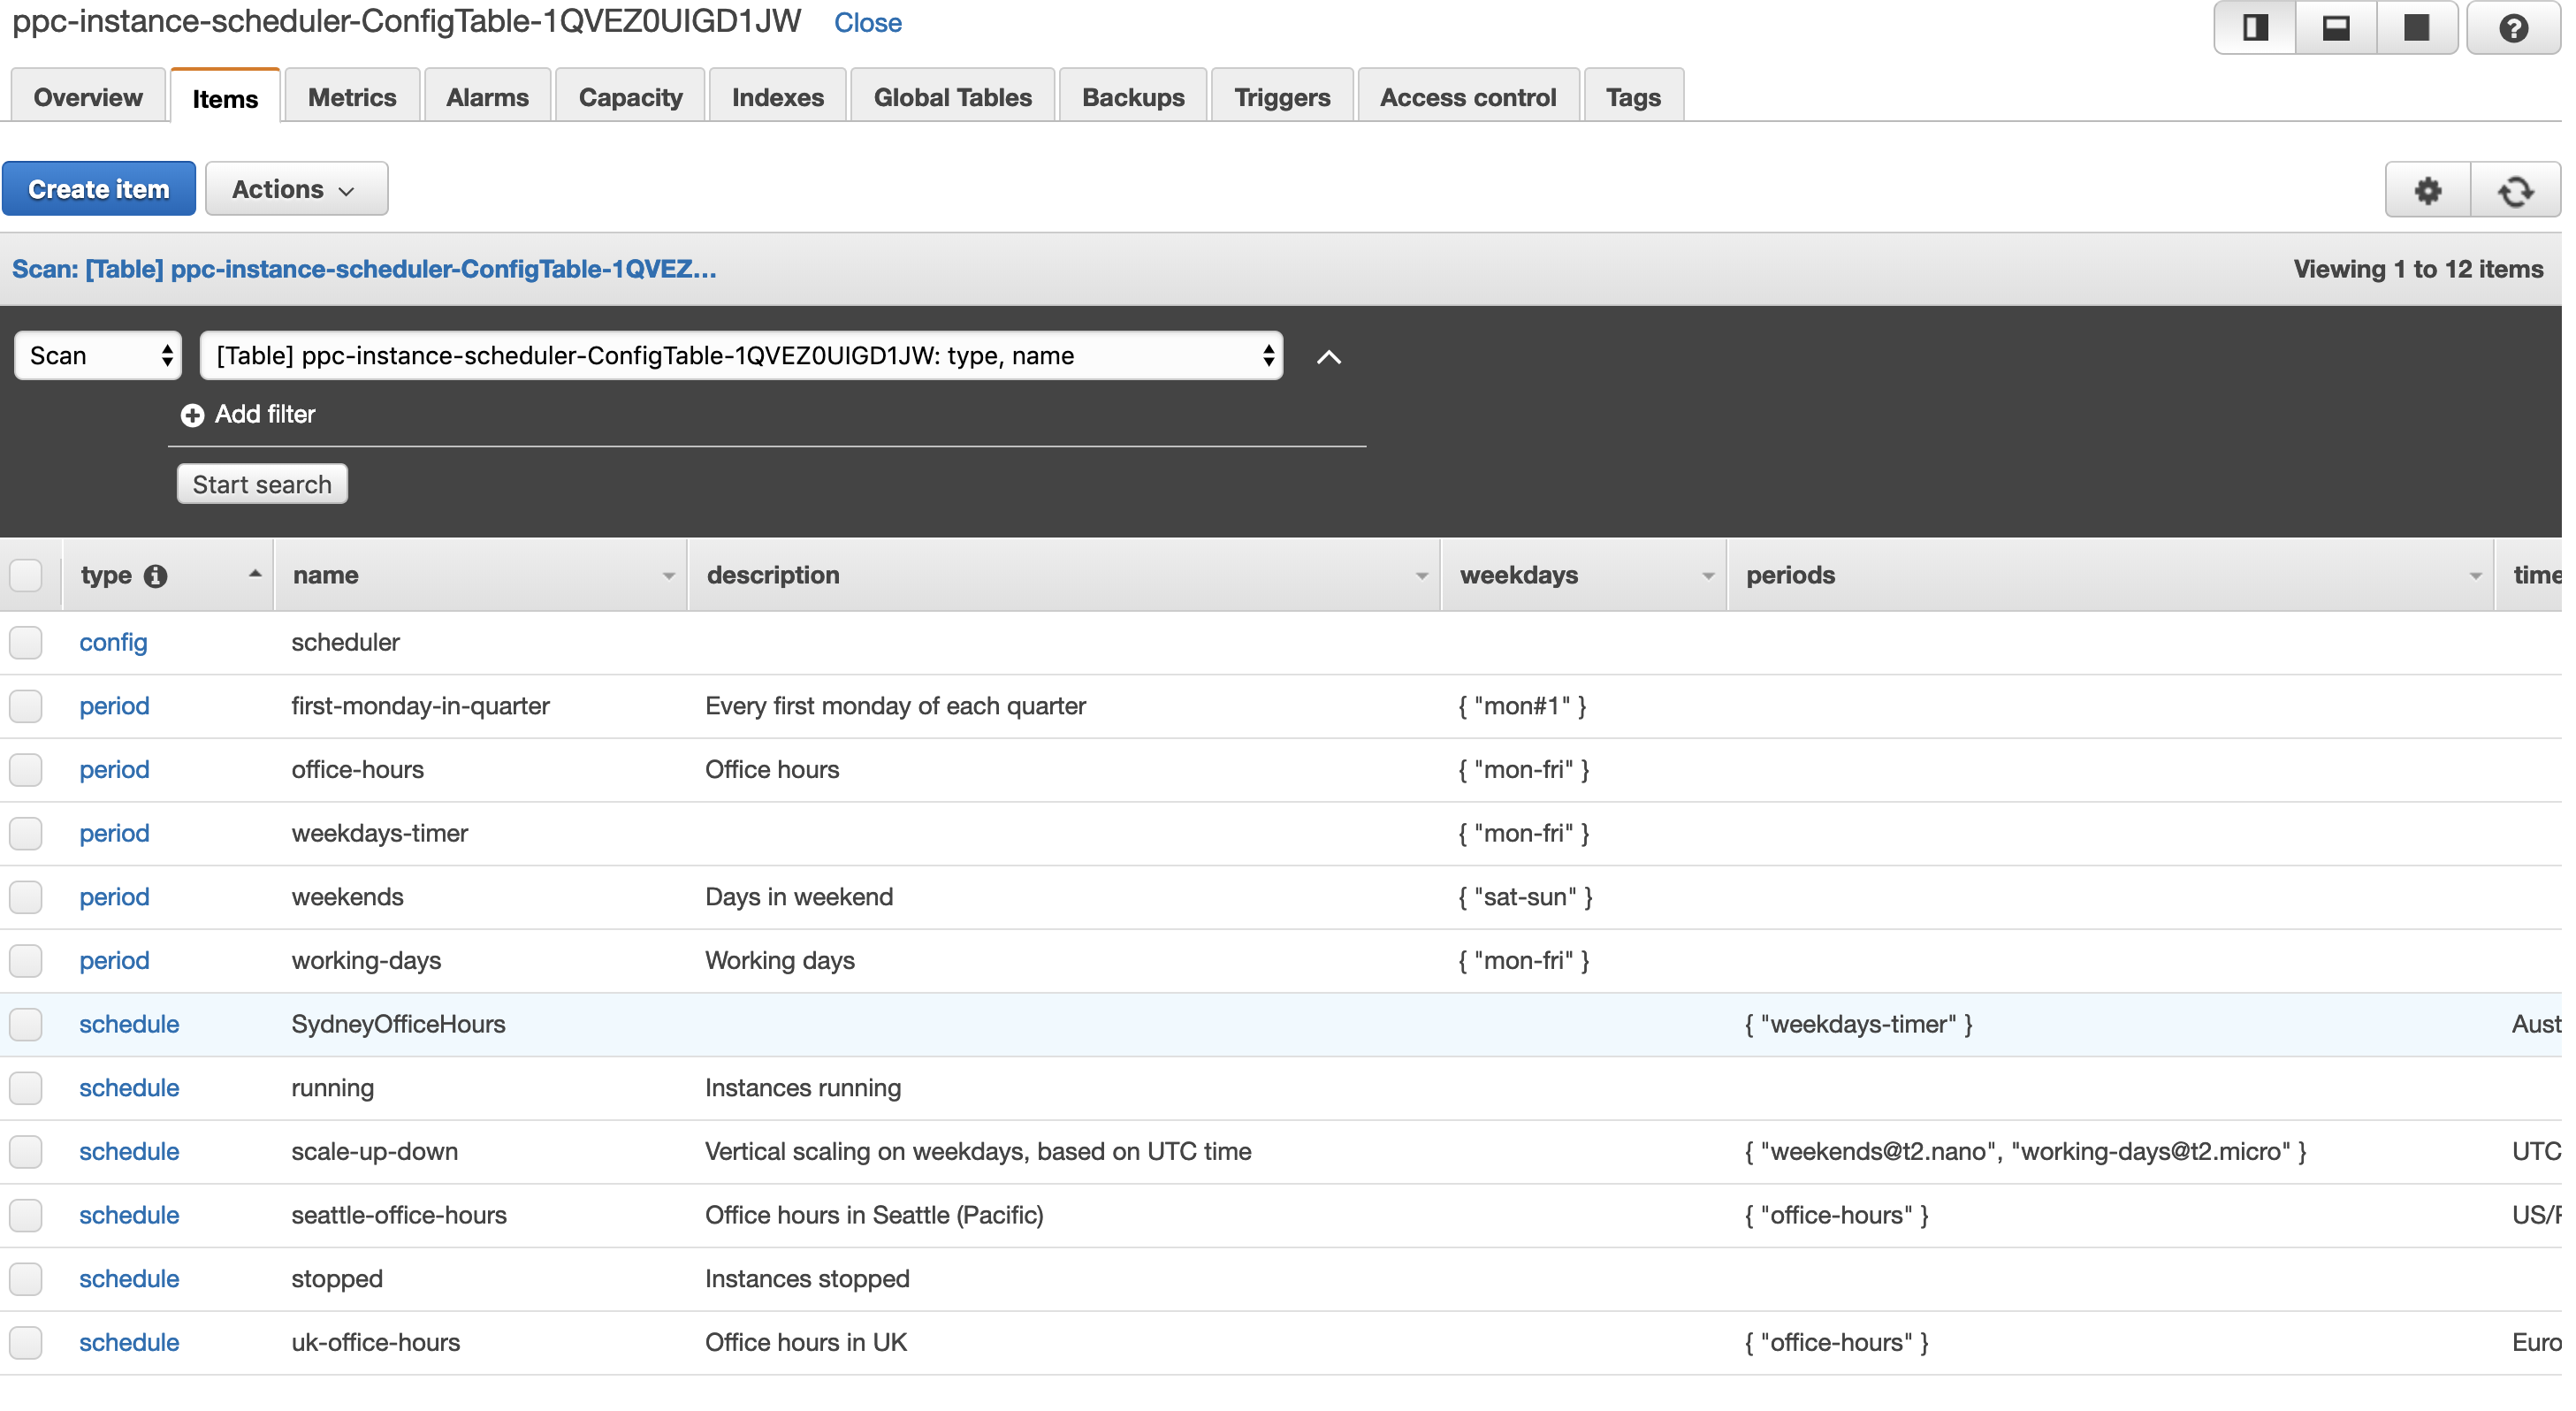 ppc-instance-scheduler-ConfigTable-1QVEZ0UIGD1JW Close
Overview Items Metrics Alarms Capacity Indexes Global Tables Backups Triggers Access control Tags
Create item Actions
Scan: [Table] ppc-instance-scheduler-ConfigTable-1QVEZ... Viewing 1 to 12 items
Scan [Table] ppc-instance-scheduler-ConfigTable-1QVEZ0UIGD1JW: type, name
Add filter
Start search
type name description weekdays periods time
config scheduler
period first-monday-in-quarter Every first monday of each quarter { "mon#1" }
period office-hours Office hours { "mon-fri" }
period weekdays-timer { "mon-fri" }
period weekends Days in weekend { "sat-sun" }
period working-days Working days { "mon-fri" }
schedule SydneyOfficeHours { "weekdays-timer" } Aust
schedule running Instances running
schedule scale-up-down Vertical scaling on weekdays, based on UTC time { "weekends@t2.nano", "working-days@t2.micro" } UTC
schedule seattle-office-hours Office hours in Seattle (Pacific) { "office-hours" } US/P
schedule stopped Instances stopped
schedule uk-office-hours Office hours in UK { "office-hours" } Euro